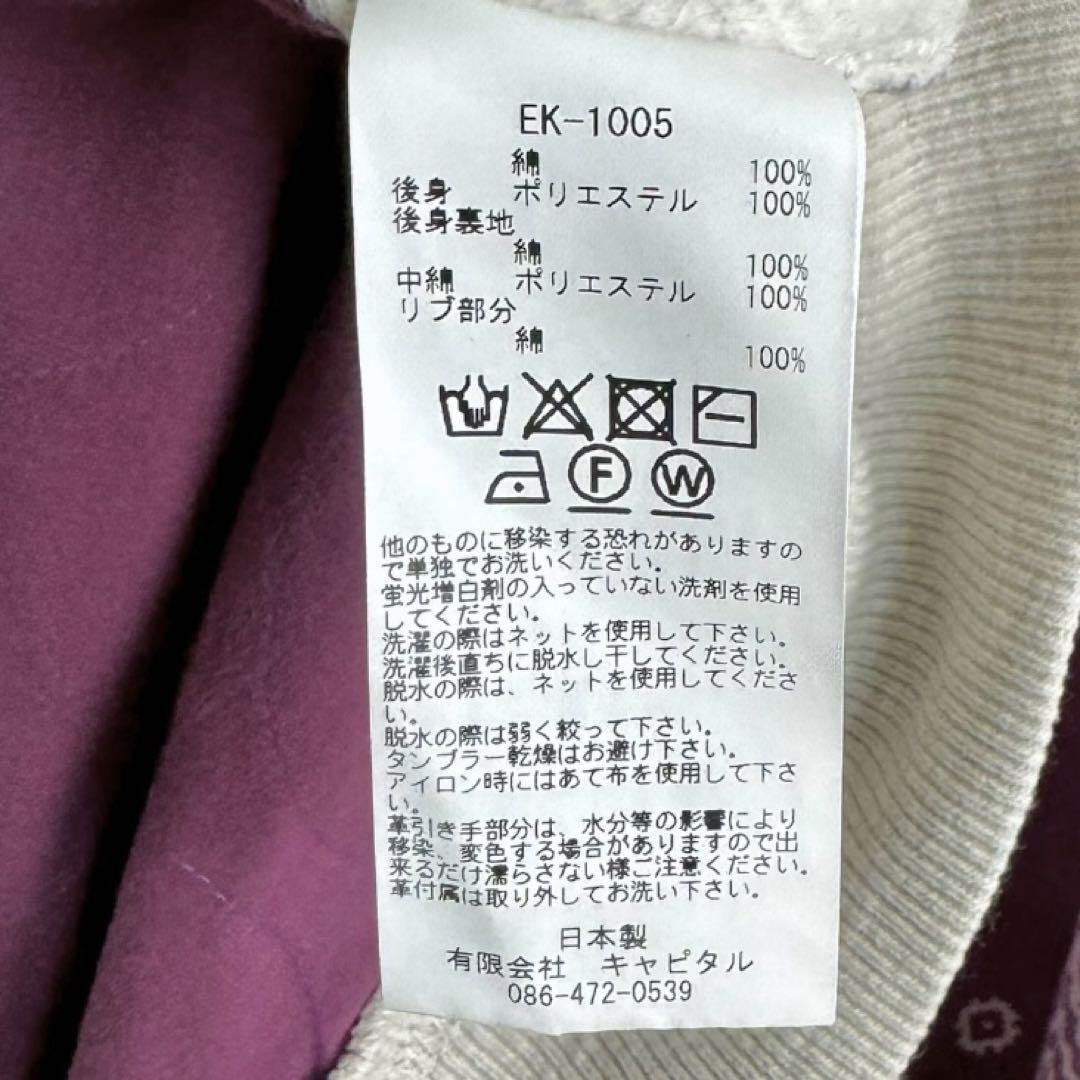 EK-1005
綿 100%
後身 ポリエステル 100%
後身裏地
綿 100%
中綿 ポリエステル 100%
リブ部分
綿 100%
F W
他のものに移染する恐れがありますの
で単独でお洗いください。
蛍光増白剤の入っていない洗剤を使用
してください。
洗濯の際はネットを使用して下さい。
洗濯後直ちに脱水し干してください。
脱水の際は、ネットを使用してくださ
い。
脱水の際は弱く絞って下さい。
タンブラー乾燥はお避け下さい。
アイロン時にはあて布を使用して下さ
い。
革引き手部分は、水分等の影響により
移染、変色する場合がありますので出
来るだけ濡らさない様ご注意ください。
革付属は取り外してお洗い下さい。
日本製
有限会社 キャピタル
086-472-0539